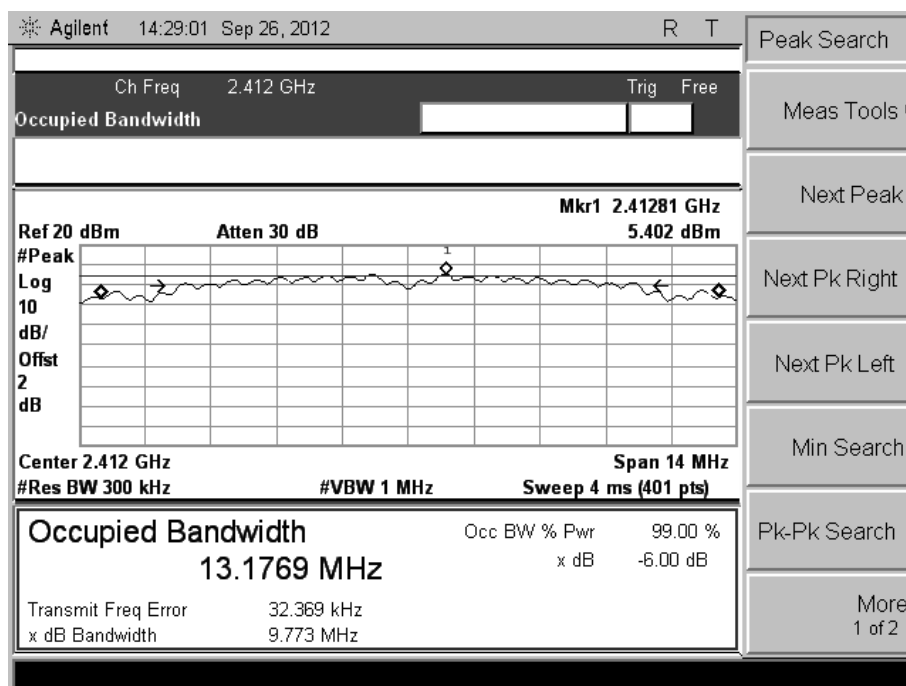 Agilent 14:29:01 Sep 26, 2012 R T
Ch Freq 2.412 GHz Trig Free
Occupied Bandwidth
Mkr1 2.41281 GHz
Ref 20 dBm Atten 30 dB 5.402 dBm
#Peak
Log
10
dB/
Offst
2
dB
1
Center 2.412 GHz Span 14 MHz
#Res BW 300 kHz #VBW 1 MHz Sweep 4 ms (401 pts)
Occupied Bandwidth Occ BW % Pwr 99.00 %
13.1769 MHz x dB -6.00 dB
Transmit Freq Error 32.369 kHz
x dB Bandwidth 9.773 MHz
Peak Search
Meas Tools
Next Peak
Next Pk Right
Next Pk Left
Min Search
Pk-Pk Search
More
1 of 2